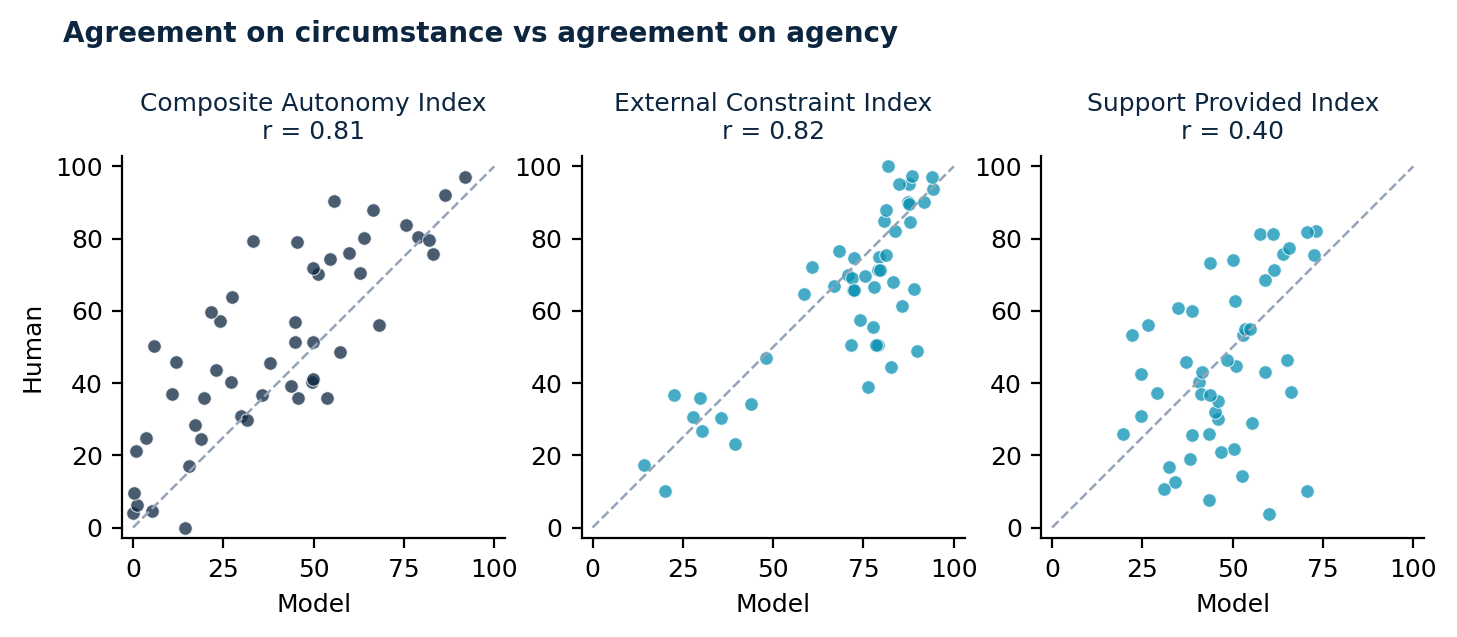 Agreement on circumstance vs agreement on agency
Composite Autonomy Index
r = 0.81
External Constraint Index
r = 0.82
Support Provided Index
r = 0.40
Human
100
80
60
40
20
0
0 25 50 75 100
Model
100
80
60
40
20
0
0 25 50 75 100
Model
100
80
60
40
20
0
0 25 50 75 100
Model